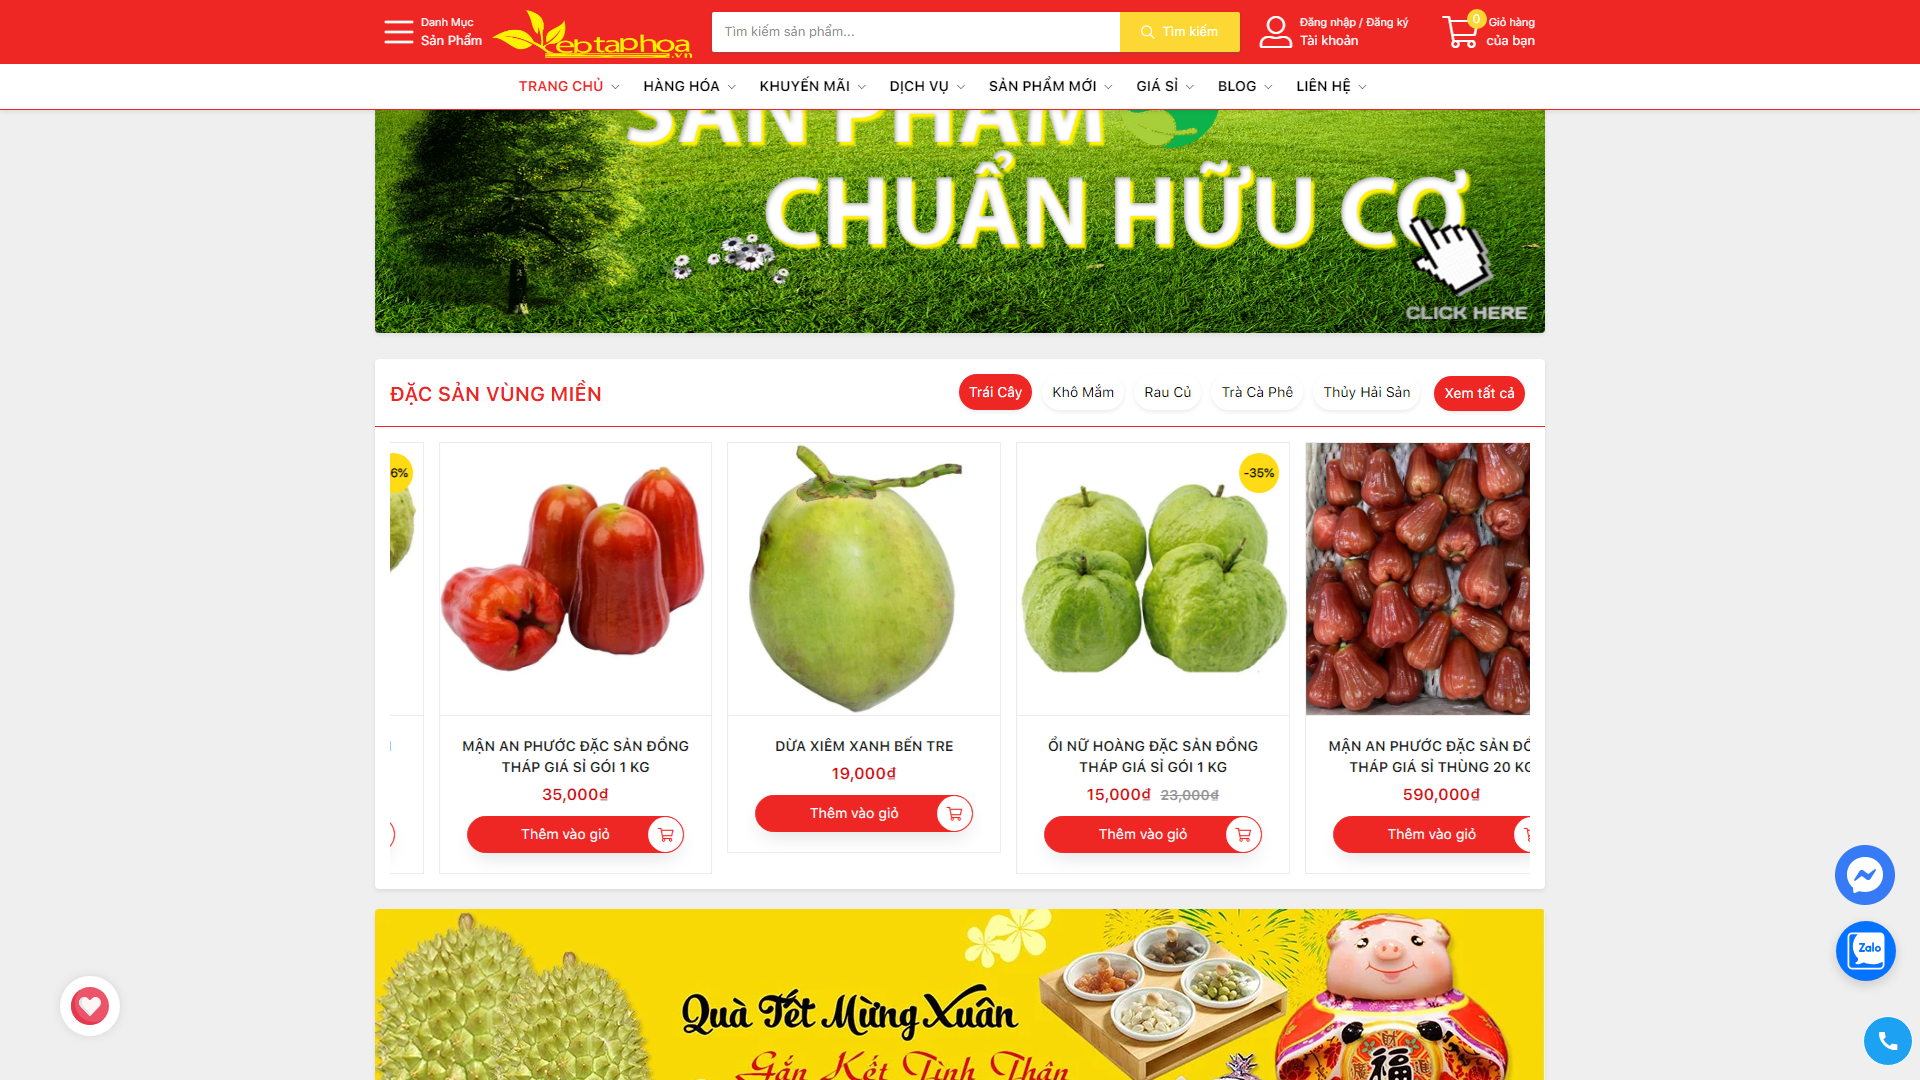 Danh Mục
Sản Phẩm
eptaphoa
.vn
Tìm kiếm sản phẩm...
Tìm kiếm
Đăng nhập / Đăng ký
Tài khoản
0
Giỏ hàng
của bạn
TRANG CHỦ
HÀNG HÓA
KHUYẾN MÃI
DỊCH VỤ
SẢN PHẨM MỚI
GIÁ SỈ
BLOG
LIÊN HỆ
SẢN PHẨM
CHUẨN HỮU CƠ
CLICK HERE
ĐẶC SẢN VÙNG MIỀN
Trái Cây
Khô Mắm
Rau Củ
Trà Cà Phê
Thủy Hải Sản
Xem tất cả
6%
-35%
MẬN AN PHƯỚC ĐẶC SẢN ĐỒNG
THÁP GIÁ SỈ GÓI 1 KG
35,000₫
Thêm vào giỏ
DỪA XIÊM XANH BẾN TRE
19,000₫
Thêm vào giỏ
ỔI NỮ HOÀNG ĐẶC SẢN ĐỒNG
THÁP GIÁ SỈ GÓI 1 KG
15,000₫ 23,000₫
Thêm vào giỏ
MẬN AN PHƯỚC ĐẶC SẢN ĐỒ
THÁP GIÁ SỈ THÙNG 20 KG
590,000₫
Thêm vào giỏ
Quà Tết Mừng Xuân
Gắn Kết Tình Thân
福
Zalo